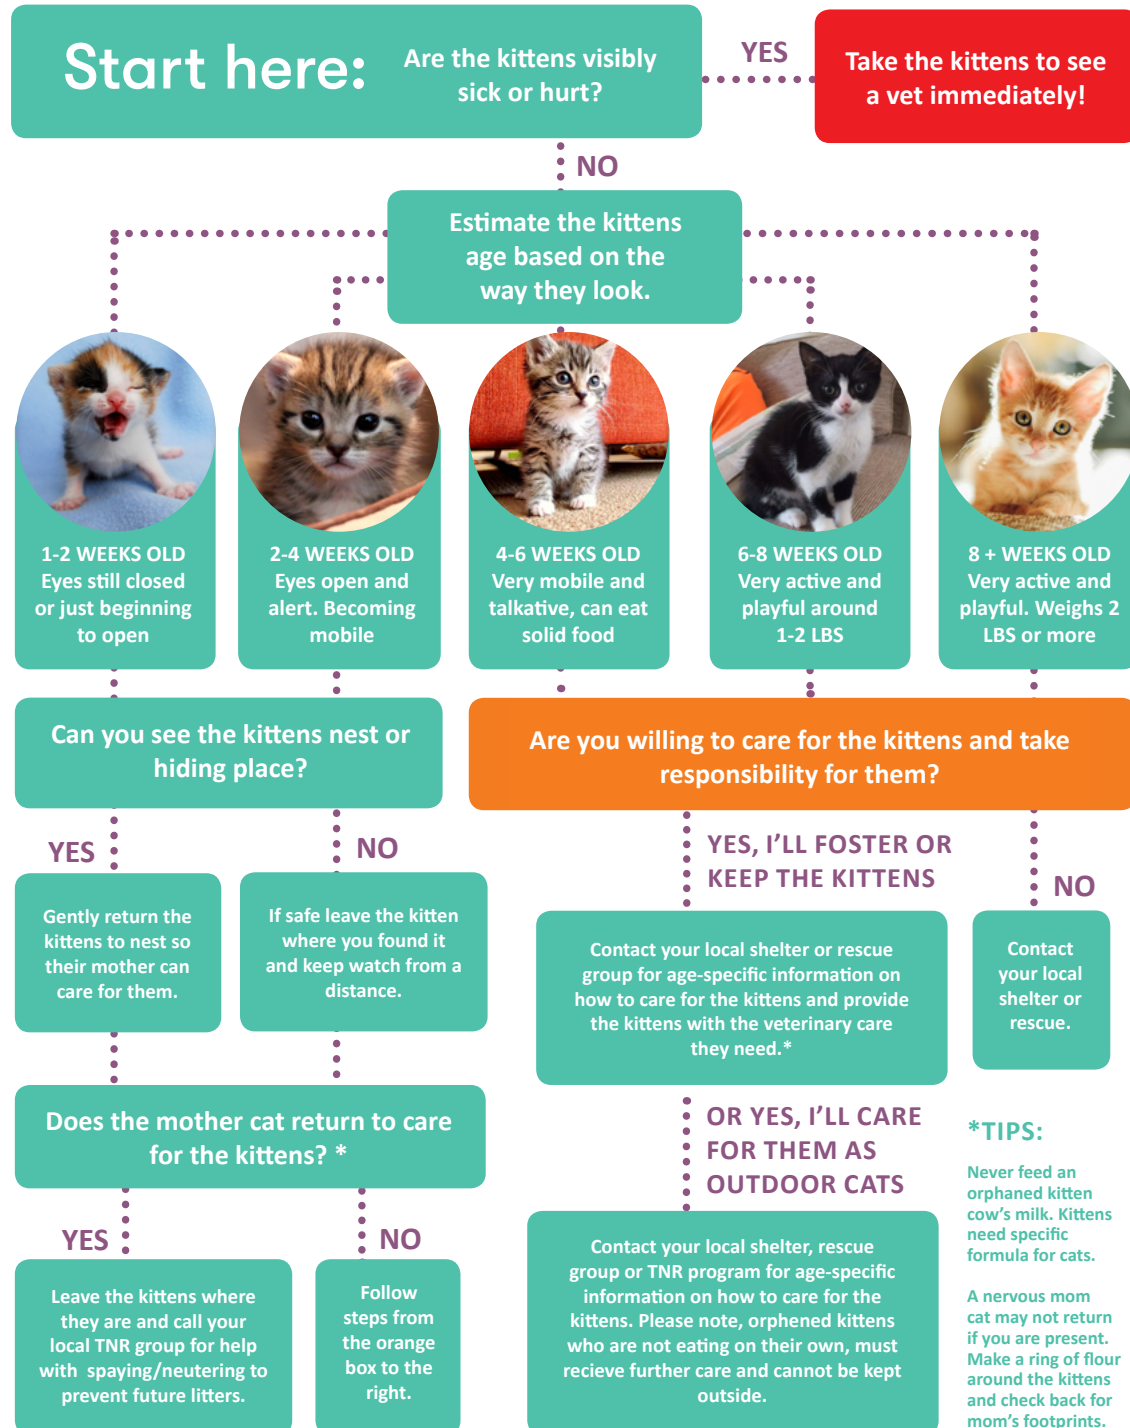 Start here:
Are the kittens visibly
sick or hurt?
YES
Take the kittens to see
a vet immediately!
NO
Estimate the kittens
age based on the
way they look.
1-2 WEEKS OLD
Eyes still closed
or just beginning
to open
2-4 WEEKS OLD
Eyes open and
alert. Becoming
mobile
4-6 WEEKS OLD
Very mobile and
talkative, can eat
solid food
6-8 WEEKS OLD
Very active and
playful around
1-2 LBS
8 + WEEKS OLD
Very active and
playful. Weighs 2
LBS or more
Can you see the kittens nest or
hiding place?
Are you willing to care for the kittens and take
responsibility for them?
YES
NO
Gently return the
kittens to nest so
their mother can
care for them.
If safe leave the kitten
where you found it
and keep watch from a
distance.
YES, I'LL FOSTER OR
KEEP THE KITTENS
NO
Contact your local shelter or rescue
group for age-specific information on
how to care for the kittens and provide
the kittens with the veterinary care
they need.*
Contact
your local
shelter or
rescue.
Does the mother cat return to care
for the kittens? *
YES
NO
Leave the kittens where
they are and call your
local TNR group for help
with spaying/neutering to
prevent future litters.
Follow
steps from
the orange
box to the
right.
OR YES, I'LL CARE
FOR THEM AS
OUTDOOR CATS
Contact your local shelter, rescue
group or TNR program for age-specific
information on how to care for the
kittens. Please note, orphened kittens
who are not eating on their own, must
recieve further care and cannot be kept
outside.
*TIPS:
Never feed an
orphaned kitten
cow's milk. Kittens
need specific
formula for cats.
A nervous mom
cat may not return
if you are present.
Make a ring of flour
around the kittens
and check back for
mom's footprints.